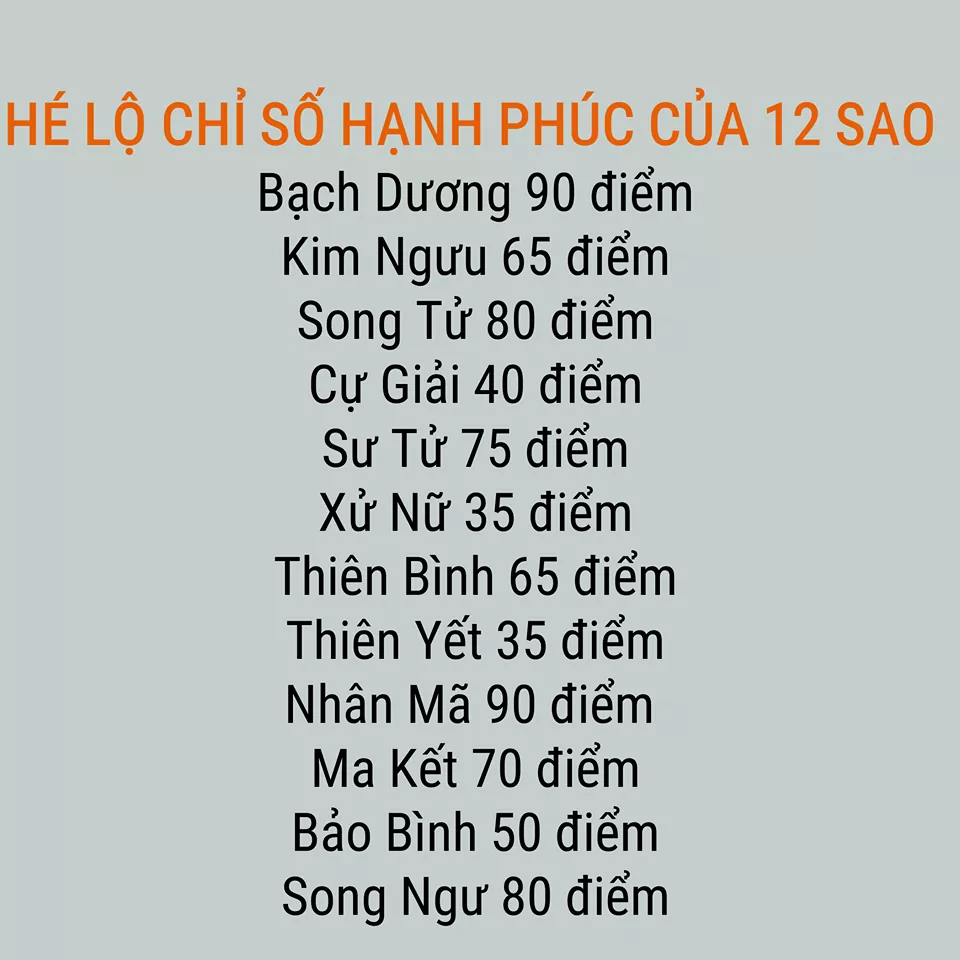 HÉ LỘ CHỈ SỐ HẠNH PHÚC CỦA 12 SAO
Bạch Dương 90 điểm
Kim Ngưu 65 điểm
Song Tử 80 điểm
Cự Giải 40 điểm
Sư Tử 75 điểm
Xử Nữ 35 điểm
Thiên Bình 65 điểm
Thiên Yết 35 điểm
Nhân Mã 90 điểm
Ma Kết 70 điểm
Bảo Bình 50 điểm
Song Ngư 80 điểm